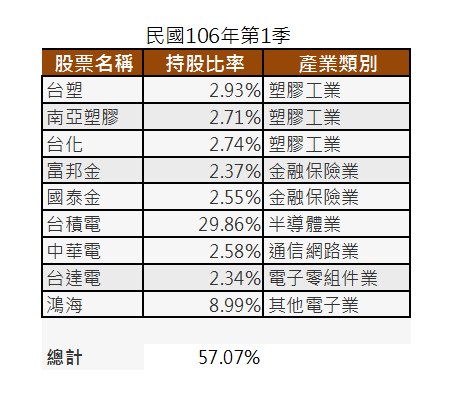 民國106年第1季
股票名稱 持股比率 產業類別
台塑 2.93% 塑膠工業
南亞塑膠 2.71% 塑膠工業
台化 2.74% 塑膠工業
富邦金 2.37% 金融保險業
國泰金 2.55% 金融保險業
台積電 29.86% 半導體業
中華電 2.58% 通信網路業
台達電 2.34% 電子零組件業
鴻海 8.99% 其他電子業
總計 57.07%